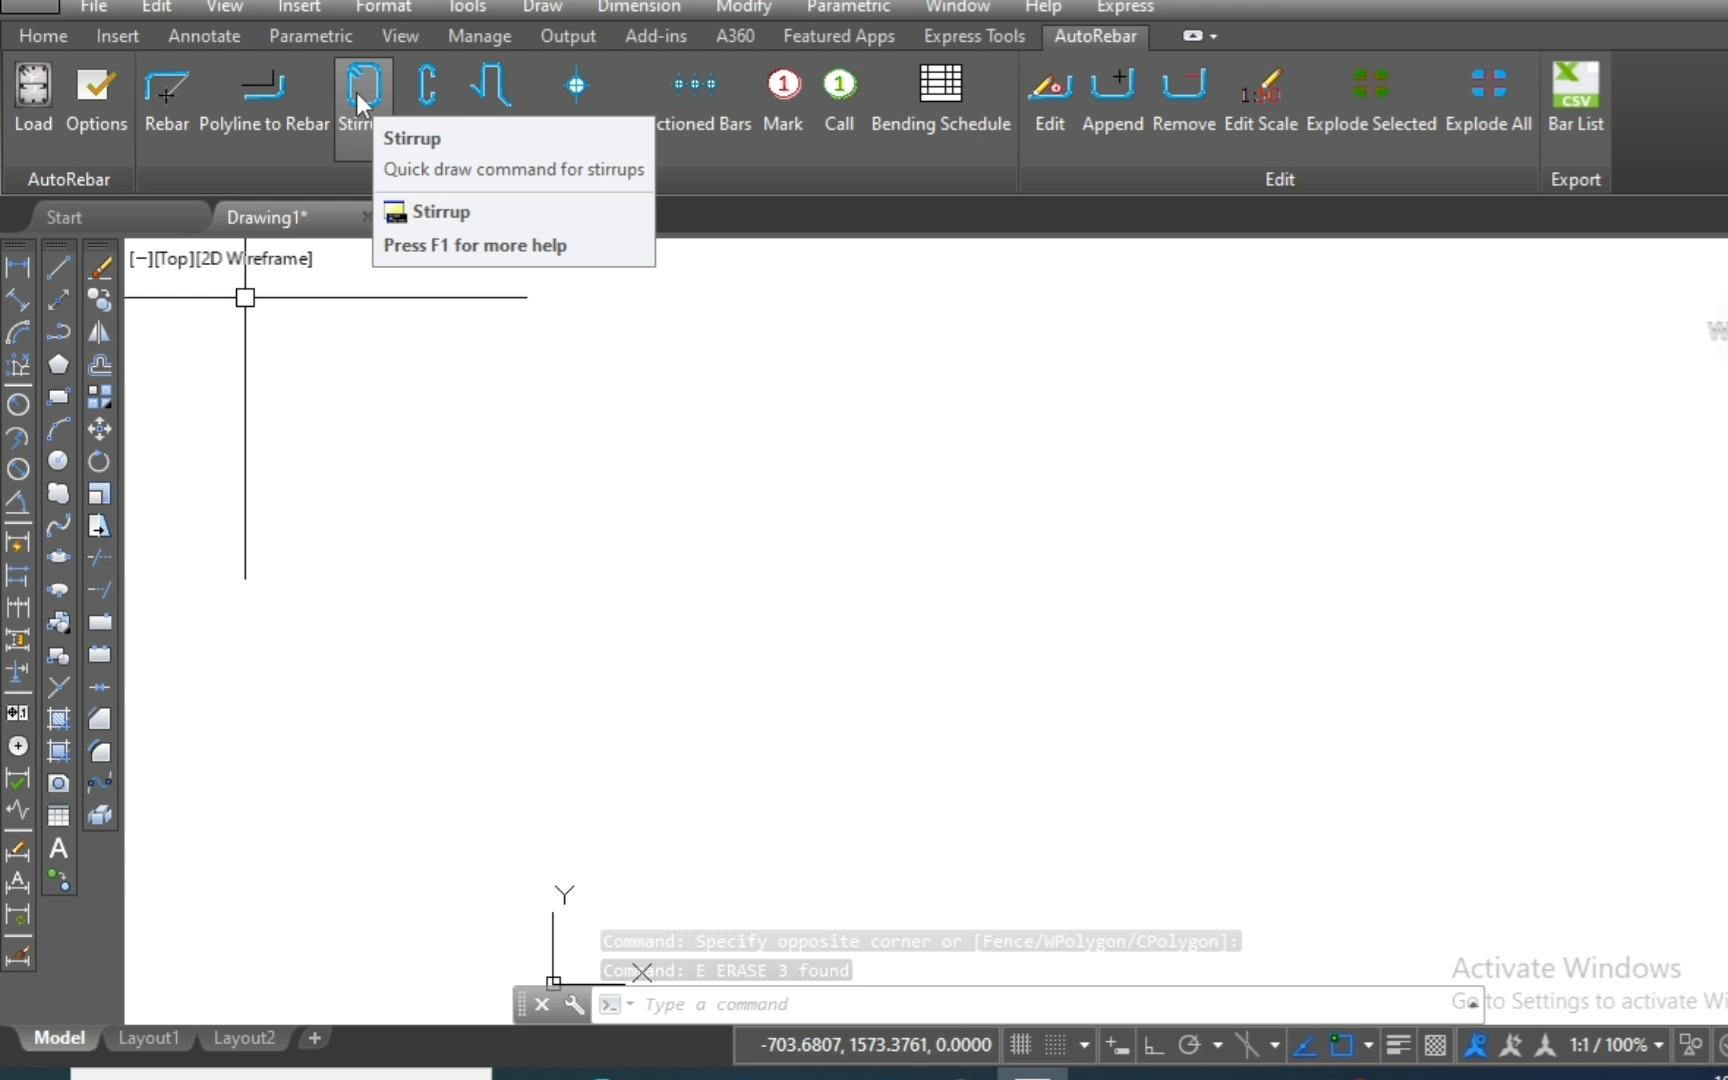 File Edit View Insert Format Tools Draw Dimension Modify Parametric Window Help Express
Home Insert Annotate Parametric View Manage Output Add-ins A360 Featured Apps Express Tools AutoRebar
Load Options Rebar Polyline to Rebar 1 1 1:50 CSV
ctioned Bars Mark Call Bending Schedule Edit Append Remove Edit Scale Explode Selected Explode All Bar List
Stirrup
Quick draw command for stirrups
AutoRebar Edit Export
Stirrup
Press F1 for more help
Start Drawing1*
[−][Top][2D Wireframe]
A
Y
Command: Specify opposite corner or [Fence/WPolygon/CPolygon]:
Command: E ERASE 3 found
X
Type a command
Activate Windows
Go to Settings to activate Wi
Model Layout1 Layout2 +
-703.6807, 1573.3761, 0.0000 1:1 / 100%